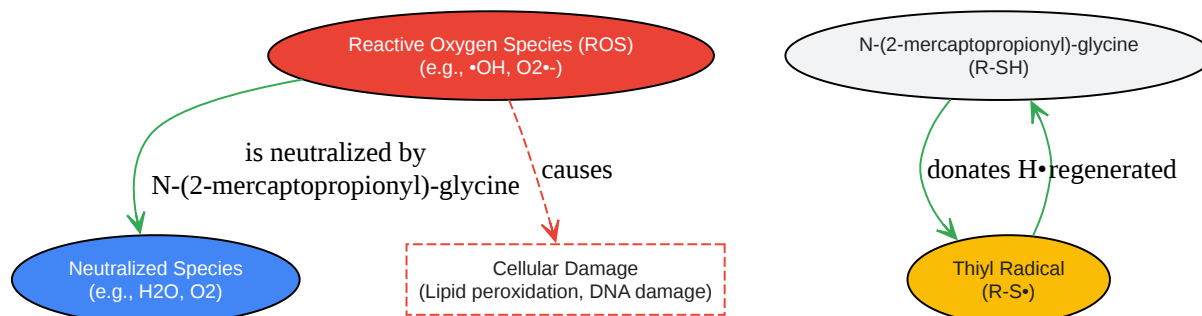 Reactive Oxygen Species (ROS)
(e.g., •OH, O2•-)
N-(2-mercaptopropionyl)-glycine
(R-SH)
is neutralized by
N-(2-mercaptopropionyl)-glycine
causes
donates H•
regenerated
Neutralized Species
(e.g., H2O, O2)
Cellular Damage
(Lipid peroxidation, DNA damage)
Thiyl Radical
(R-S•)